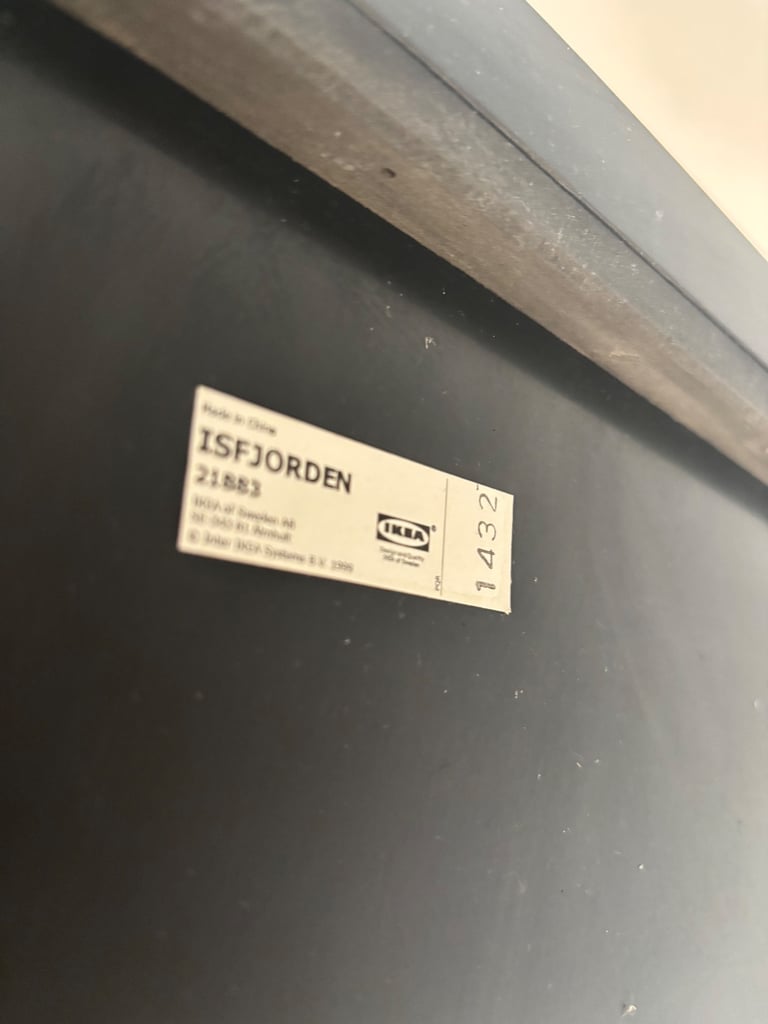 Made in China
ISFJORDEN
21883
IKEA of Sweden AB
SE-343 81 Älmhult
© Inter IKEA Systems B.V. 1999
IKEA®
Design and Quality
IKEA of Sweden
PQR
1432